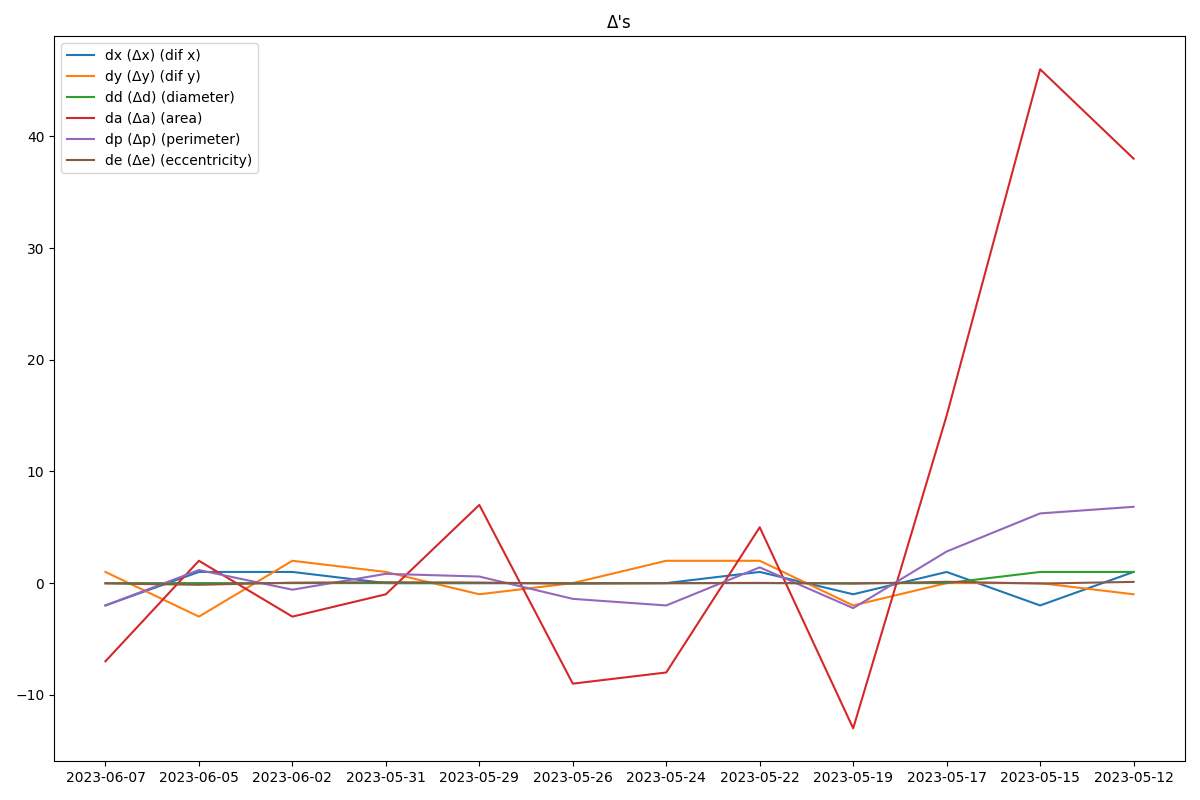 Δ's
dx (Δx) (dif x)
dy (Δy) (dif y)
dd (Δd) (diameter)
da (Δa) (area)
dp (Δp) (perimeter)
de (Δe) (eccentricity)
40
30
20
10
0
−10
2023-06-07 2023-06-05 2023-06-02 2023-05-31 2023-05-29 2023-05-26 2023-05-24 2023-05-22 2023-05-19 2023-05-17 2023-05-15 2023-05-12